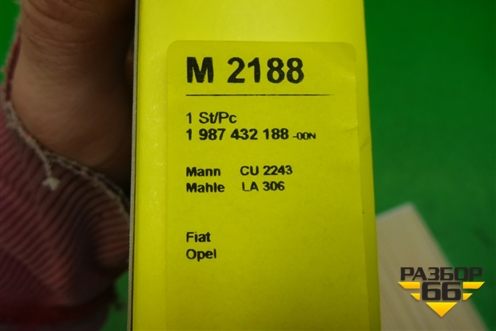 M 2188
1 St/Pc
1 987 432 188 -00N
Mann CU 2243
Mahle LA 306
Fiat
Opel
РАЗБОР
66